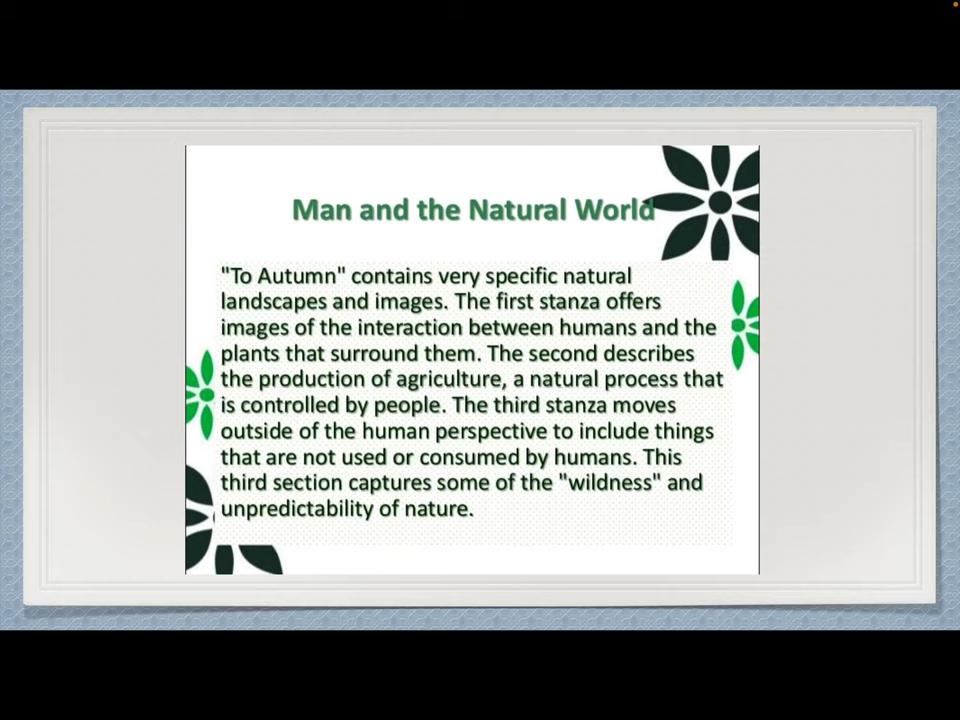 Man and the Natural World
"To Autumn" contains very specific natural
landscapes and images. The first stanza offers
images of the interaction between humans and the
plants that surround them. The second describes
the production of agriculture, a natural process that
is controlled by people. The third stanza moves
outside of the human perspective to include things
that are not used or consumed by humans. This
third section captures some of the "wildness" and
unpredictability of nature.